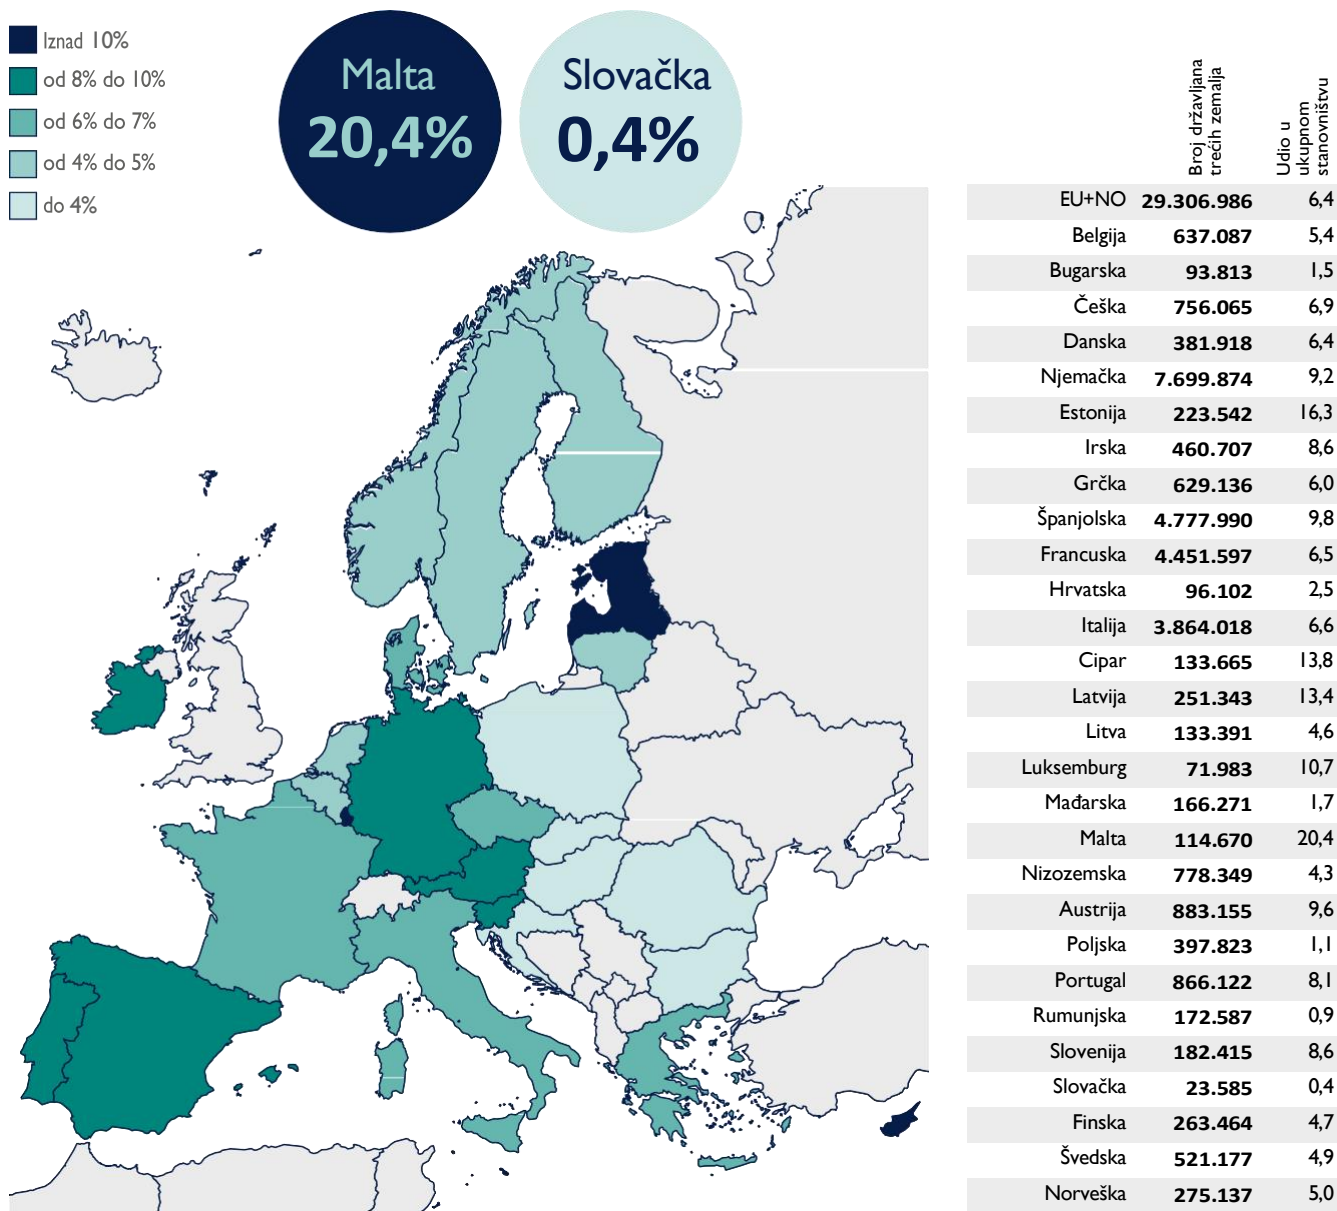 Iznad 10%
od 8% do 10%
od 6% do 7%
od 4% do 5%
do 4%
Malta
20,4%
Slovačka
0,4%
Broj državljana
trećih zemalja
Udio u
ukupnom
stanovništvu
EU+NO 29.306.986 6,4
Belgija 637.087 5,4
Bugarska 93.813 1,5
Češka 756.065 6,9
Danska 381.918 6,4
Njemačka 7.699.874 9,2
Estonija 223.542 16,3
Irska 460.707 8,6
Grčka 629.136 6,0
Španjolska 4.777.990 9,8
Francuska 4.451.597 6,5
Hrvatska 96.102 2,5
Italija 3.864.018 6,6
Cipar 133.665 13,8
Latvija 251.343 13,4
Litva 133.391 4,6
Luksemburg 71.983 10,7
Mađarska 166.271 1,7
Malta 114.670 20,4
Nizozemska 778.349 4,3
Austrija 883.155 9,6
Poljska 397.823 1,1
Portugal 866.122 8,1
Rumunjska 172.587 0,9
Slovenija 182.415 8,6
Slovačka 23.585 0,4
Finska 263.464 4,7
Švedska 521.177 4,9
Norveška 275.137 5,0